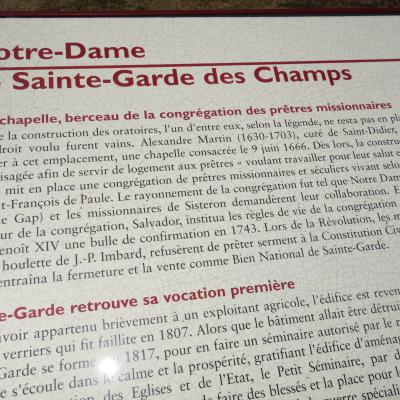 otre-Dame
Sainte-Garde des Champs
chapelle, berceau de la congrégation des prêtres missionnaires
la construction des oratoires, l'un d'entre eux, selon la légende, ne resta pas en pla
droit voulu furent vains. Alexandre Martin (1630-1703), curé de Saint-Didier,
er à cet emplacement, une chapelle consacrée le 9 juin 1666. Dès lors, la construc
isagée afin de servir de logement aux prêtres « voulant travailler pour leur salut e
mit en place une congrégation de prêtres missionnaires et séculiers vivant selon
t-François de Paule. Le rayonnement de la congrégation fut tel que Notre Dam
e Gap) et les missionnaires de Sisteron demandèrent leur collaboration. E
ur de la congrégation, Salvador, institua les règles de vie de la congrégation
enoît XIV une bulle de confirmation en 1743. Lors de la Révolution, les m
houlette de J.-P. Imbard, refusèrent de prêter serment à la Constitution Civ
entraîna la fermeture et la vente comme Bien National de Sainte-Garde.
e-Garde retrouve sa vocation première
avoir appartenu brièvement à un exploitant agricole, l'édifice est reven
verriers qui fit faillite en 1807. Alors que le bâtiment allait être détrui
Garde se forme en 1817, pour en faire un séminaire autorisé par le r
e s'écoule dans le calme et la prospérité, gratifiant l'édifice d'aménag
des Eglises et de l'Etat, le Petit Séminaire, par d
faire des blessés et la place pour l
guerre spécial